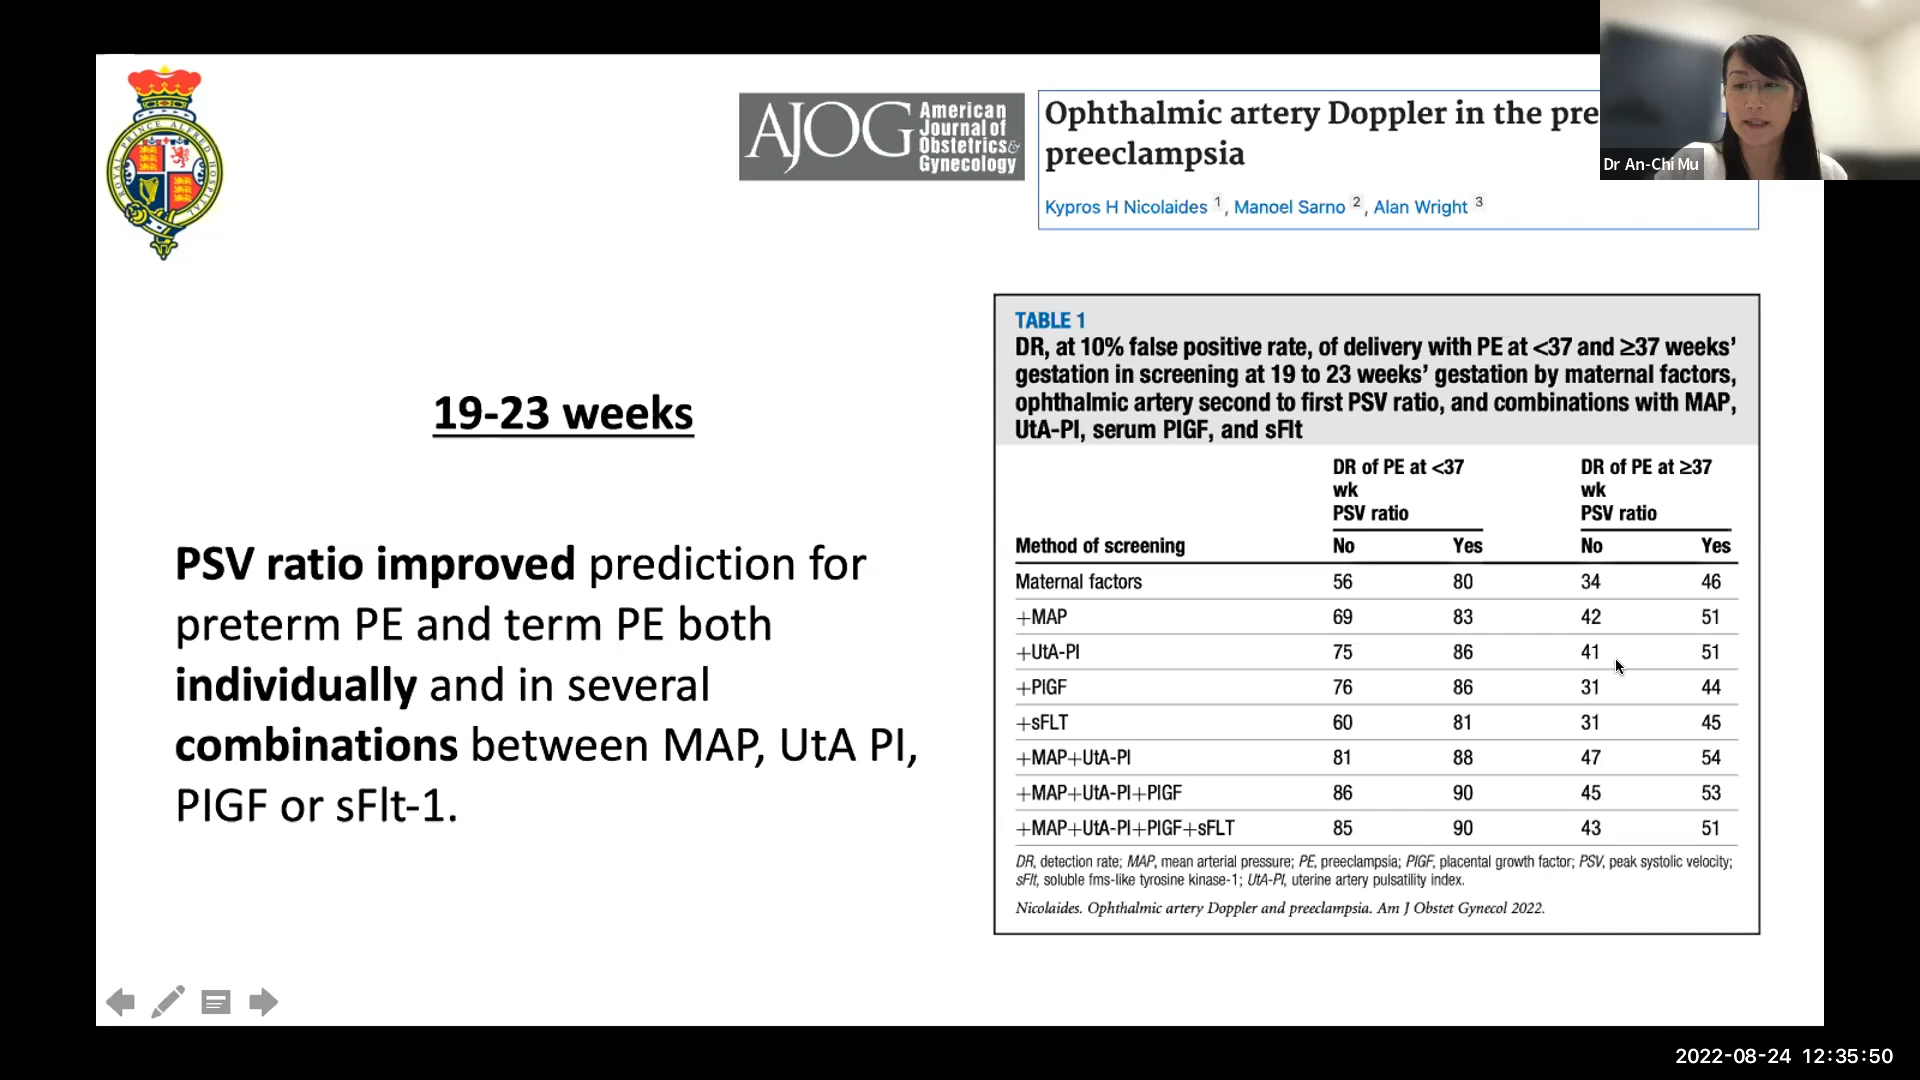 ROYAL PRINCE ALFRED HOSPITAL
AJOG
American
Journal of
Obstetrics &
Gynecology
Ophthalmic artery Doppler in the pre
preeclampsia
Kypros H Nicolaides 1, Manoel Sarno 2, Alan Wright 3
Dr An-Chi Mu
19-23 weeks
PSV ratio improved prediction for
preterm PE and term PE both
individually and in several
combinations between MAP, UtA PI,
PlGF or sFlt-1.
TABLE 1
DR, at 10% false positive rate, of delivery with PE at <37 and ≥37 weeks’
gestation in screening at 19 to 23 weeks’ gestation by maternal factors,
ophthalmic artery second to first PSV ratio, and combinations with MAP,
UtA-PI, serum PlGF, and sFlt
DR of PE at <37 DR of PE at ≥37
wk wk
PSV ratio PSV ratio
Method of screening No Yes No Yes
Maternal factors 56 80 34 46
+MAP 69 83 42 51
+UtA-PI 75 86 41 51
+PlGF 76 86 31 44
+sFLT 60 81 31 45
+MAP+UtA-PI 81 88 47 54
+MAP+UtA-PI+PlGF 86 90 45 53
+MAP+UtA-PI+PlGF+sFLT 85 90 43 51
DR, detection rate; MAP, mean arterial pressure; PE, preeclampsia; PlGF, placental growth factor; PSV, peak systolic velocity;
sFlt, soluble fms-like tyrosine kinase-1; UtA-PI, uterine artery pulsatility index.
Nicolaides. Ophthalmic artery Doppler and preeclampsia. Am J Obstet Gynecol 2022.
2022-08-24 12:35:50